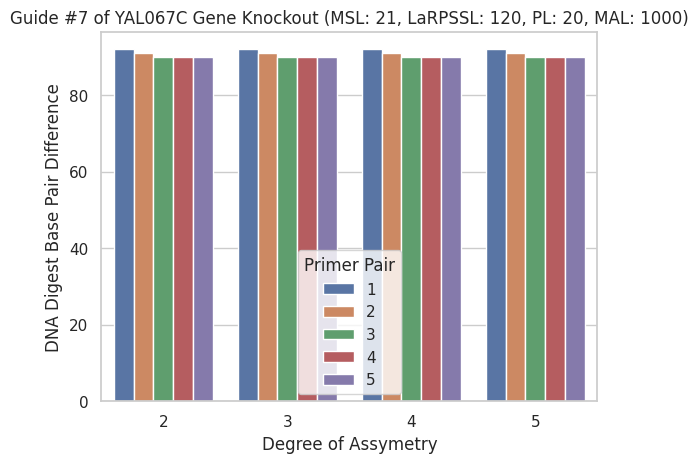 Guide #7 of YAL067C Gene Knockout (MSL: 21, LaRPSSL: 120, PL: 20, MAL: 1000)
DNA Digest Base Pair Difference
80
60
40
20
0
Primer Pair
1
2
3
4
5
2 3 4 5
Degree of Assymetry